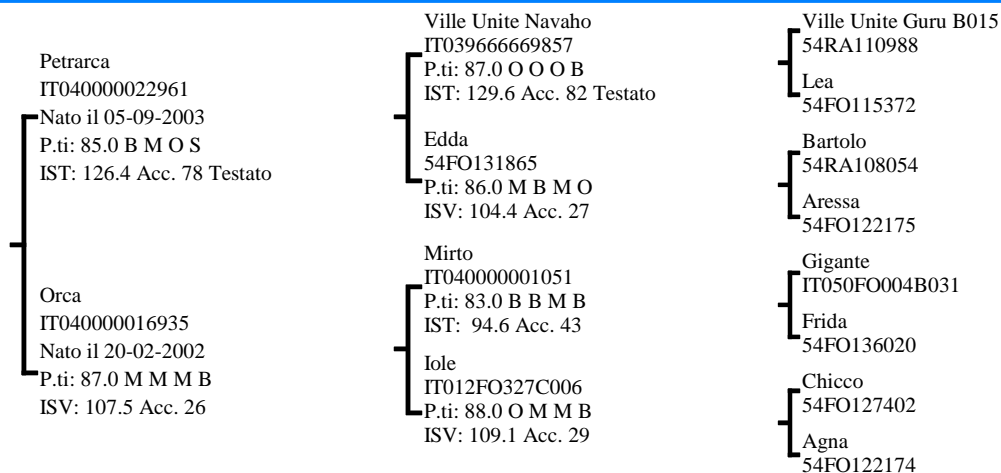 Petrarca
IT040000022961
Nato il 05-09-2003
P.ti: 85.0 B M O S
IST: 126.4 Acc. 78 Testato
Orca
IT040000016935
Nato il 20-02-2002
P.ti: 87.0 M M M B
ISV: 107.5 Acc. 26
Ville Unite Navaho
IT039666669857
P.ti: 87.0 O O O B
IST: 129.6 Acc. 82 Testato
Edda
54FO131865
P.ti: 86.0 M B M O
ISV: 104.4 Acc. 27
Mirto
IT040000001051
P.ti: 83.0 B B M B
IST: 94.6 Acc. 43
Iole
IT012FO327C006
P.ti: 88.0 O M M B
ISV: 109.1 Acc. 29
Ville Unite Guru B015
54RA110988
Lea
54FO115372
Bartolo
54RA108054
Aressa
54FO122175
Gigante
IT050FO004B031
Frida
54FO136020
Chicco
54FO127402
Agna
54FO122174